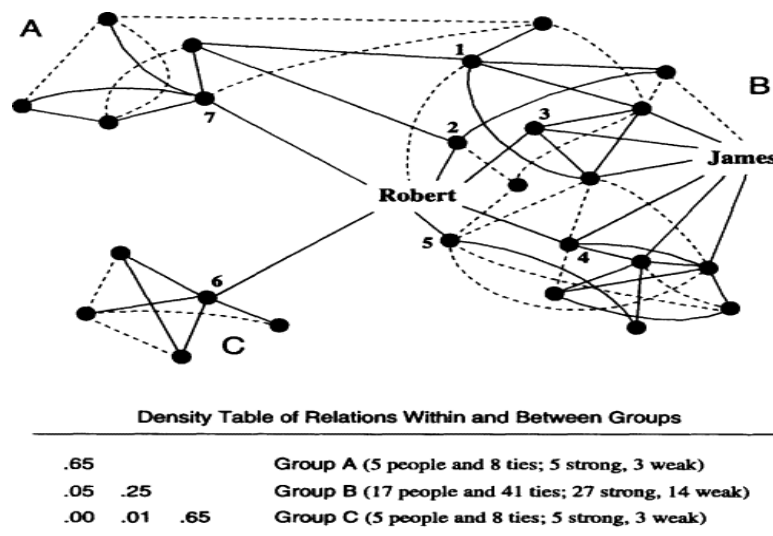 A
1
B
7
3
2
James
Robert
5
4
6
C
Density Table of Relations Within and Between Groups
.65 Group A (5 people and 8 ties; 5 strong, 3 weak)
.05 .25 Group B (17 people and 41 ties; 27 strong, 14 weak)
.00 .01 .65 Group C (5 people and 8 ties; 5 strong, 3 weak)